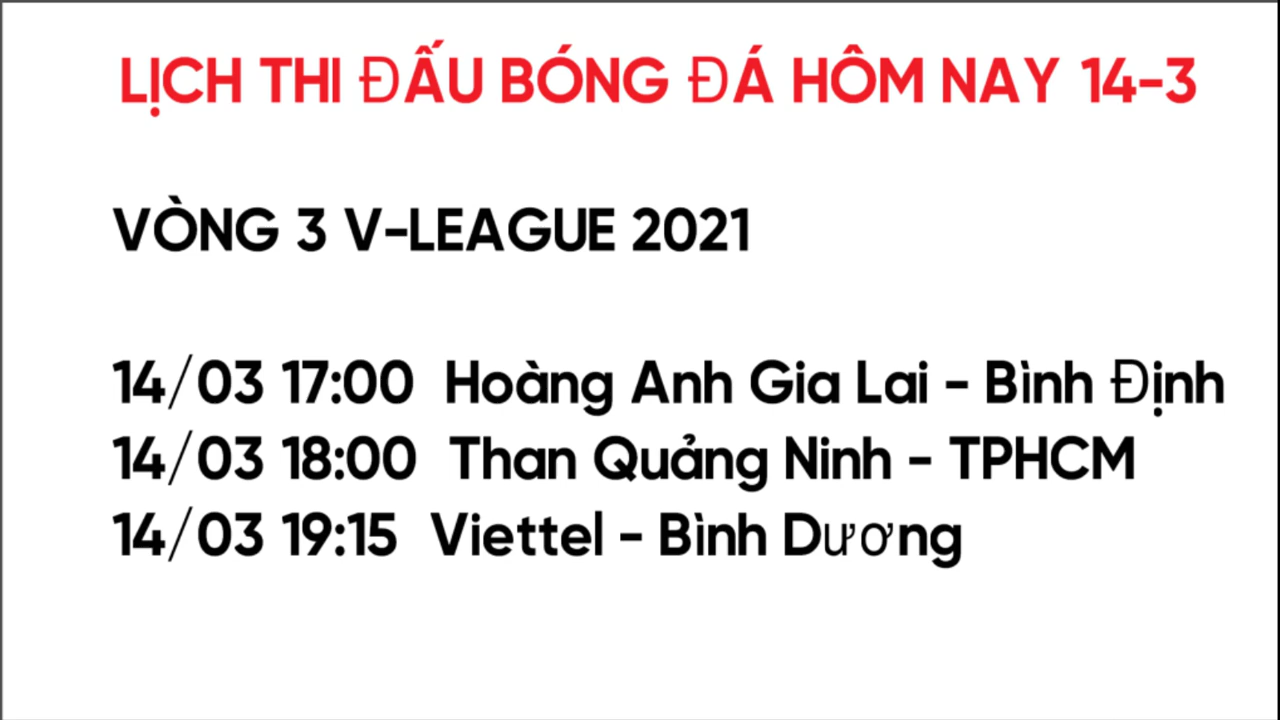 LỊCH THI ĐẤU BÓNG ĐÁ HÔM NAY 14-3
VÒNG 3 V-LEAGUE 2021
14/03 17:00 Hoàng Anh Gia Lai - Bình Định
14/03 18:00 Than Quảng Ninh - TPHCM
14/03 19:15 Viettel - Bình Dương